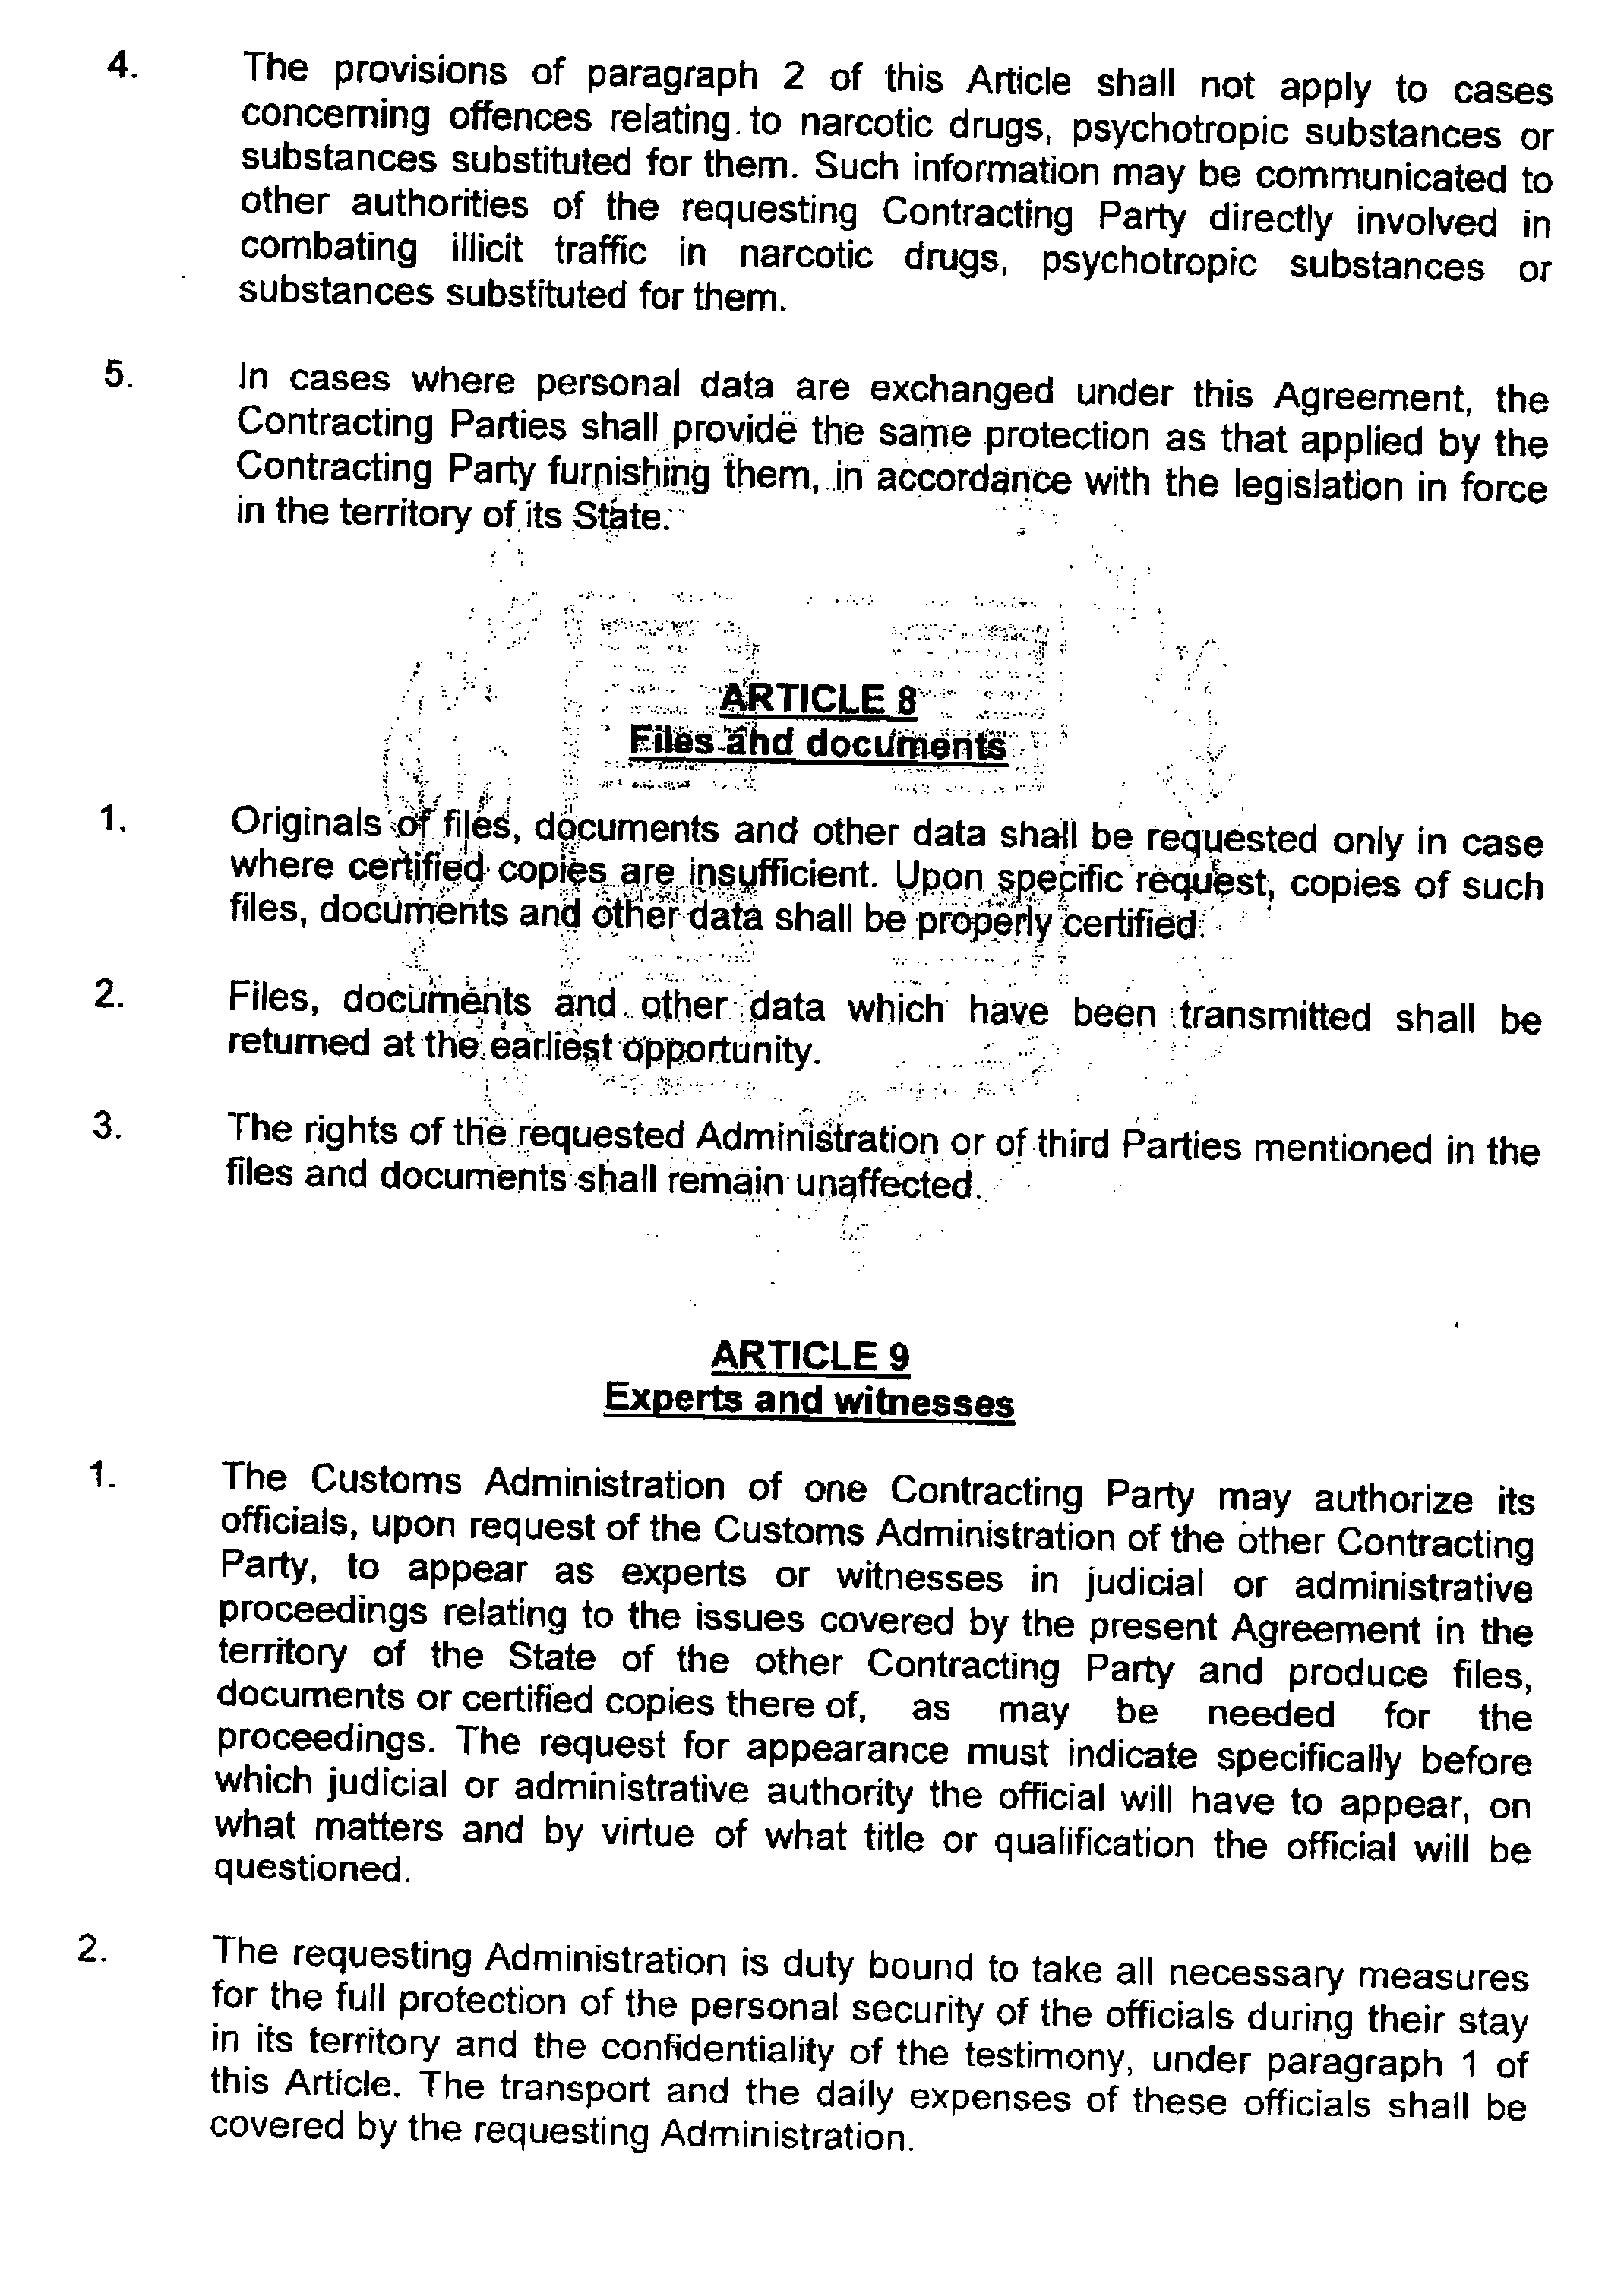 4. The provisions of paragraph 2 of this Article shall not apply to cases
concerning offences relating to narcotic drugs, psychotropic substances or
substances substituted for them. Such information may be communicated to
other authorities of the requesting Contracting Party directly involved in
combating illicit traffic in narcotic drugs, psychotropic substances or
substances substituted for them.
5. In cases where personal data are exchanged under this Agreement, the
Contracting Parties shall provide the same protection as that applied by the
Contracting Party furnishing them, in accordance with the legislation in force
in the territory of its State.
ARTICLE 8
Files and documents
1. Originals of files, documents and other data shall be requested only in case
where certified copies are insufficient. Upon specific request, copies of such
files, documents and other data shall be properly certified.
2. Files, documents and other data which have been transmitted shall be
returned at the earliest opportunity.
3. The rights of the requested Administration or of third Parties mentioned in the
files and documents shall remain unaffected.
ARTICLE 9
Experts and witnesses
1. The Customs Administration of one Contracting Party may authorize its
officials, upon request of the Customs Administration of the other Contracting
Party, to appear as experts or witnesses in judicial or administrative
proceedings relating to the issues covered by the present Agreement in the
territory of the State of the other Contracting Party and produce files,
documents or certified copies there of, as may be needed for the
proceedings. The request for appearance must indicate specifically before
which judicial or administrative authority the official will have to appear, on
what matters and by virtue of what title or qualification the official will be
questioned.
2. The requesting Administration is duty bound to take all necessary measures
for the full protection of the personal security of the officials during their stay
in its territory and the confidentiality of the testimony, under paragraph 1 of
this Article. The transport and the daily expenses of these officials shall be
covered by the requesting Administration.